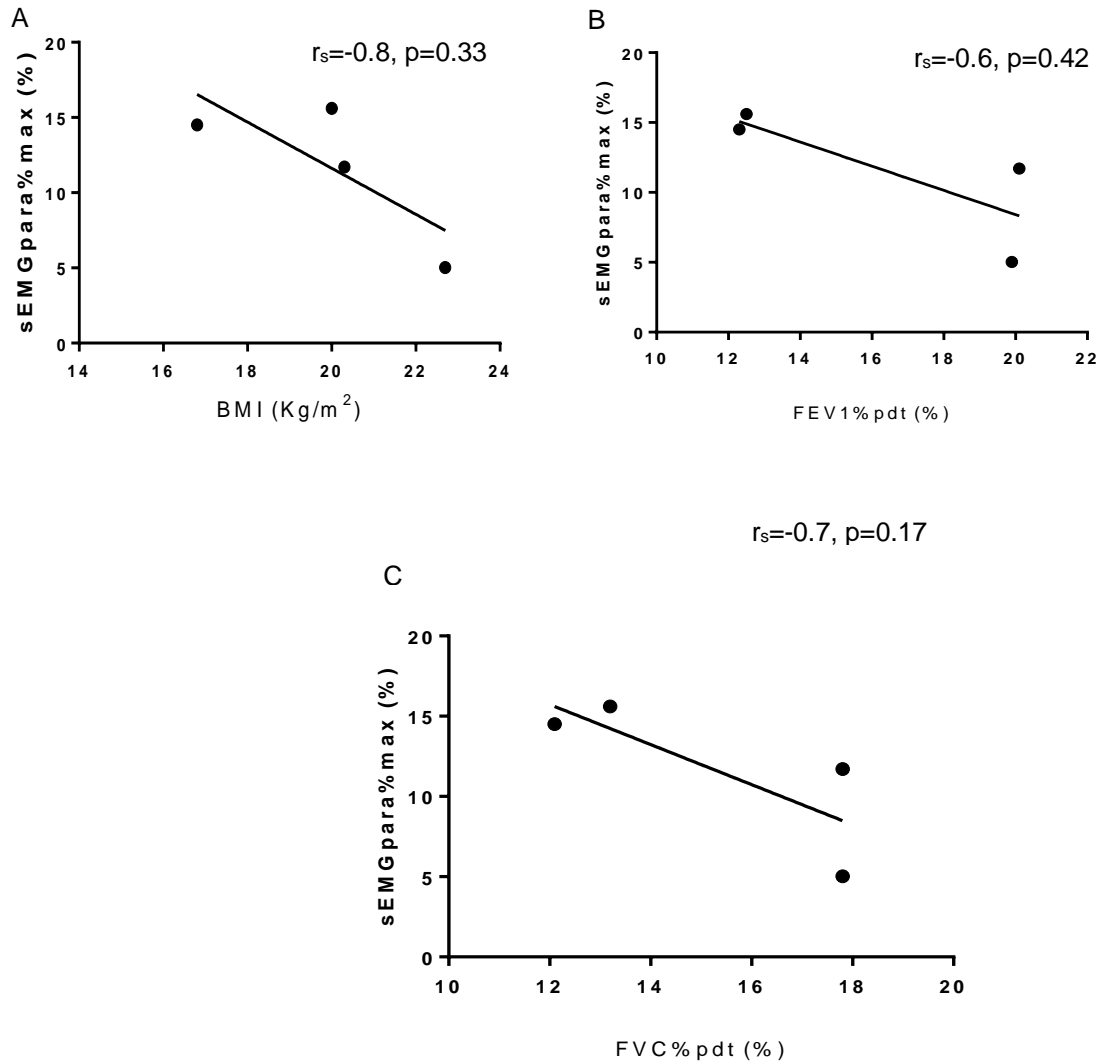 A
rs=-0.8, p=0.33
sEMGpara%max (%)
20
15
10
5
0
14 16 18 20 22 24
BMI (Kg/m2)
B
rs=-0.6, p=0.42
sEMGpara%max (%)
20
15
10
5
0
10 12 14 16 18 20 22
FEV1%pdt (%)
rs=-0.7, p=0.17
C
sEMGpara%max (%)
20
15
10
5
0
10 12 14 16 18 20
FVC%pdt (%)